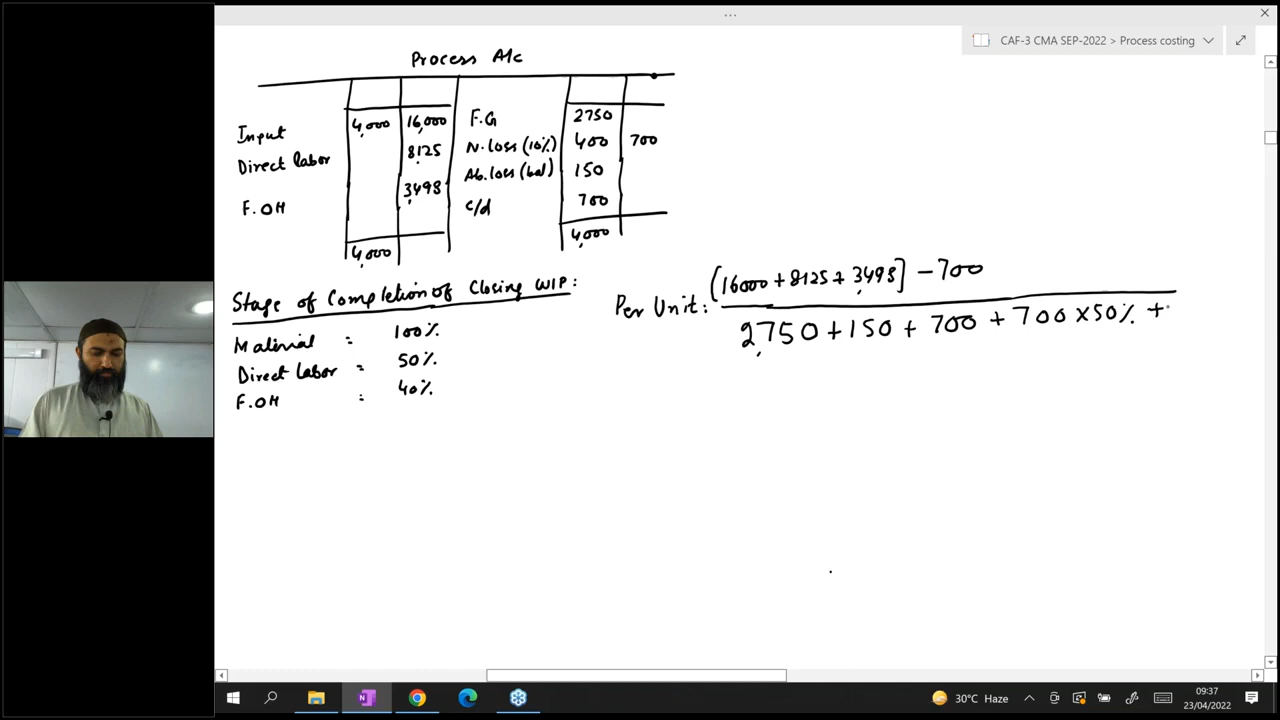 CAF-3 CMA SEP-2022 > Process costing
Process A/c
Input 4,000 16,000 F.G 2750
Direct labor 8125 N.loss (10%) 400 700
F.OH 3498 Ab.loss (bal) 150
c/d 700
4,000 4,000
Stage of Completion of Closing WIP:
Material : 100%
Direct Labor = 50%
F.OH : 40%
Per Unit: (16000+8125+3498] - 700
2750 + 150 + 700 + 700 x 50% +
30°C Haze
09:37
23/04/2022